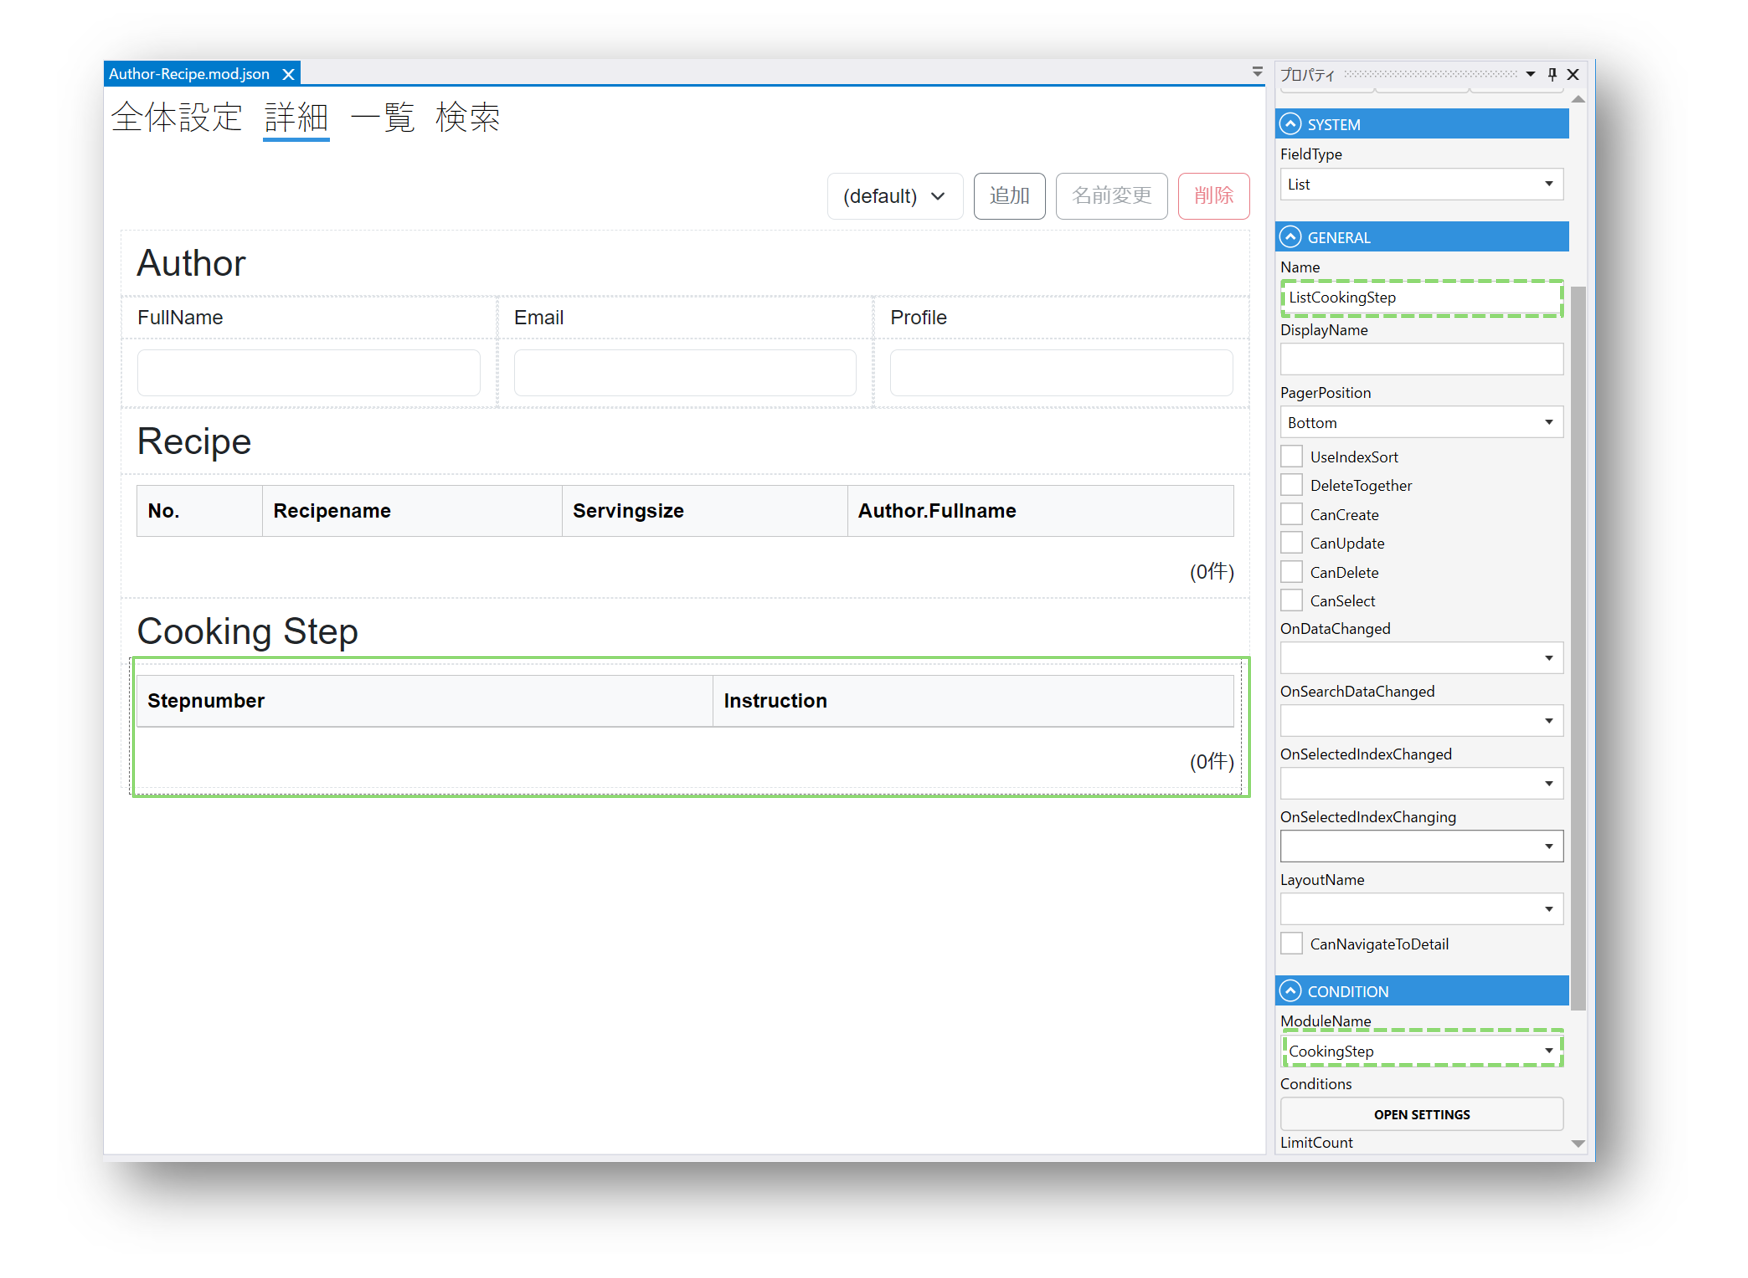 Author-Recipe.mod.json
全体設定 詳細 一覧 検索
(default) 追加 名前変更 削除
Author
FullName Email Profile
Recipe
No. Recipename Servingsize Author.Fullname
(0件)
Cooking Step
Stepnumber Instruction
(0件)
プロパティ
SYSTEM
FieldType
List
GENERAL
Name
ListCookingStep
DisplayName
PagerPosition
Bottom
UseIndexSort
DeleteTogether
CanCreate
CanUpdate
CanDelete
CanSelect
OnDataChanged
OnSearchDataChanged
OnSelectedIndexChanged
OnSelectedIndexChanging
LayoutName
CanNavigateToDetail
CONDITION
ModuleName
CookingStep
Conditions
OPEN SETTINGS
LimitCount